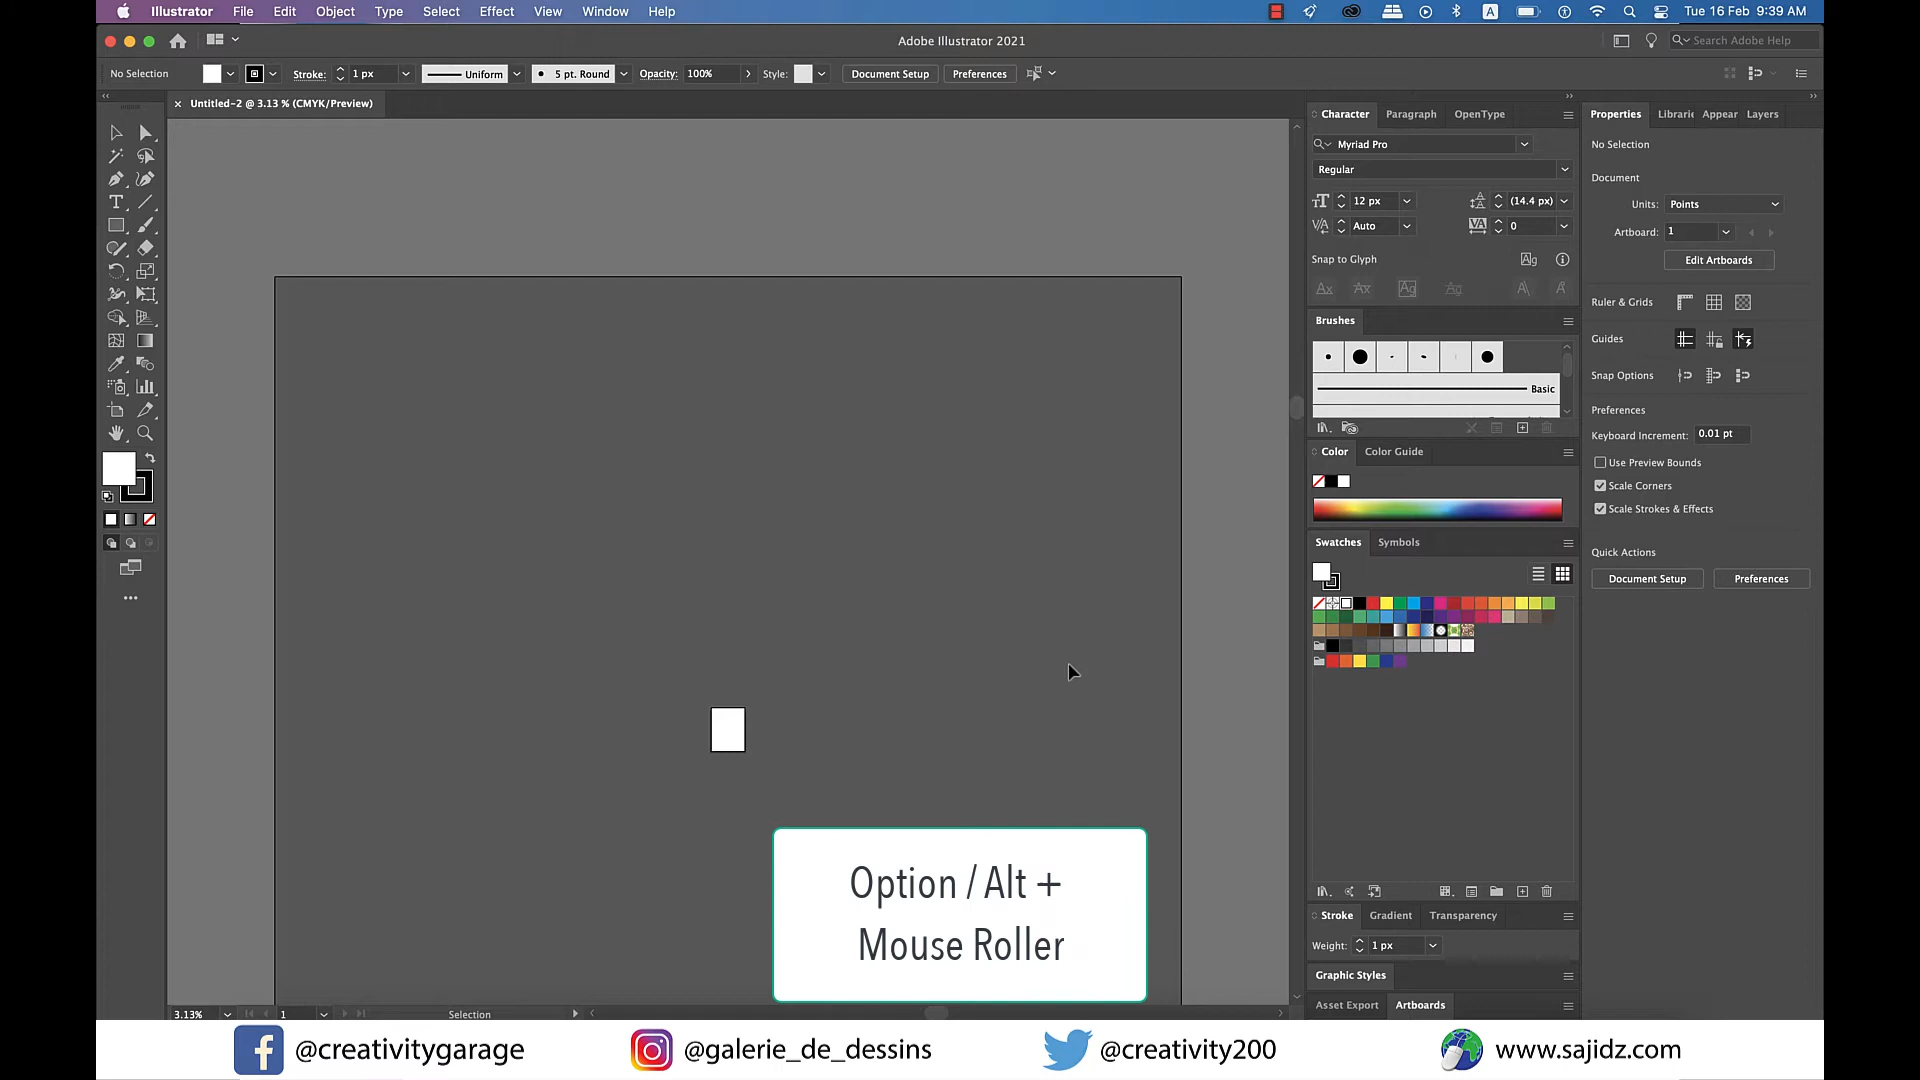 Illustrator File Edit Object Type Select Effect View Window Help
A
Tue 16 Feb 9:39 AM
Adobe Illustrator 2021
Search Adobe Help
No Selection
Stroke: 1 px
Uniform
5 pt. Round
Opacity: 100%
Style:
Document Setup
Preferences
Untitled-2 @ 3.13 % (CMYK/Preview)
Character Paragraph OpenType
Myriad Pro
Regular
12 px
(14.4 px)
Auto
0
Snap to Glyph
Brushes
Basic
Color Color Guide
Swatches Symbols
Stroke Gradient Transparency
Weight: 1 px
Graphic Styles
Asset Export Artboards
Properties Librarie Appear Layers
No Selection
Document
Units: Points
Artboard: 1
Edit Artboards
Ruler & Grids
Guides
Snap Options
Preferences
Keyboard Increment: 0.01 pt
Use Preview Bounds
Scale Corners
Scale Strokes & Effects
Quick Actions
Document Setup
Preferences
Option / Alt +
Mouse Roller
3.13%
1
Selection
@creativitygarage
@galerie_de_dessins
@creativity200
www.sajidz.com